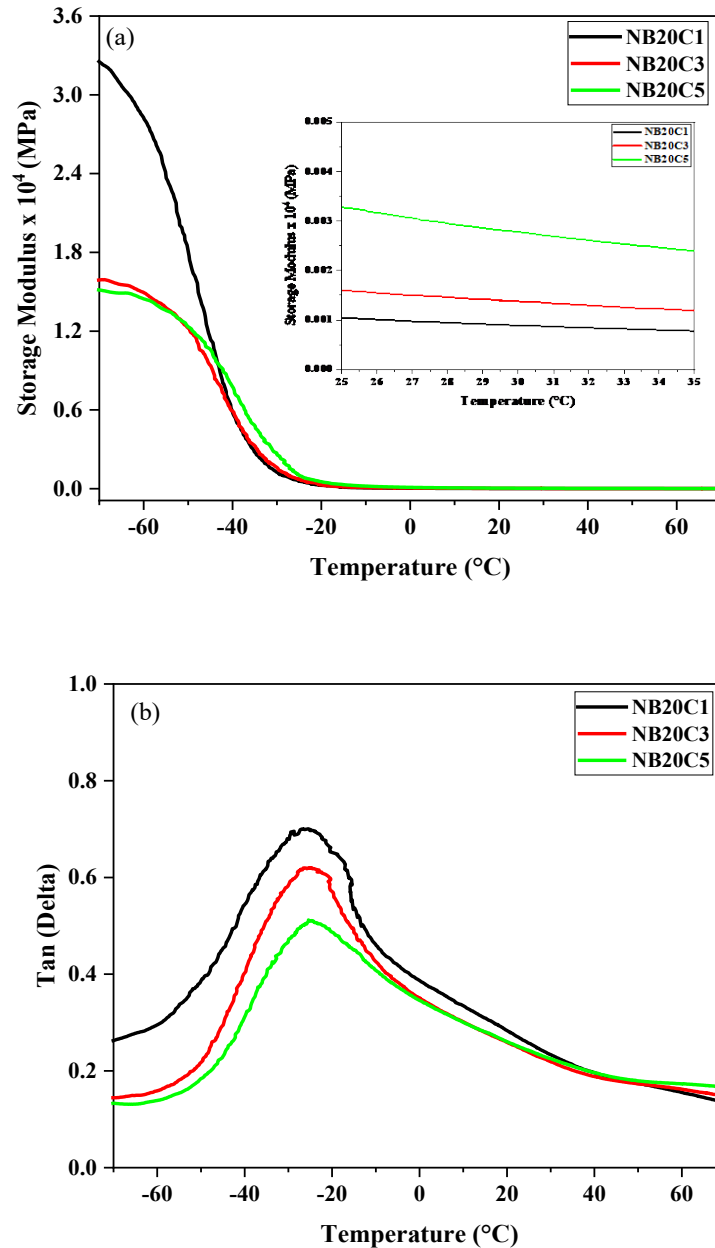 (a)
NB20C1
NB20C3
NB20C5
3.6
3.0
2.4
1.8
1.2
0.6
0.0
Storage Modulus x 10⁴ (MPa)
-60 -40 -20 0 20 40 60
Temperature (°C)
NB20C1
NB20C3
NB20C5
0.005
0.004
0.003
0.002
0.001
0.000
Storage Modulus x 10⁴ (MPa)
25 26 27 28 29 30 31 32 33 34 35
Temperature (°C)
(b)
NB20C1
NB20C3
NB20C5
1.0
0.8
0.6
0.4
0.2
0.0
Tan (Delta)
-60 -40 -20 0 20 40 60
Temperature (°C)